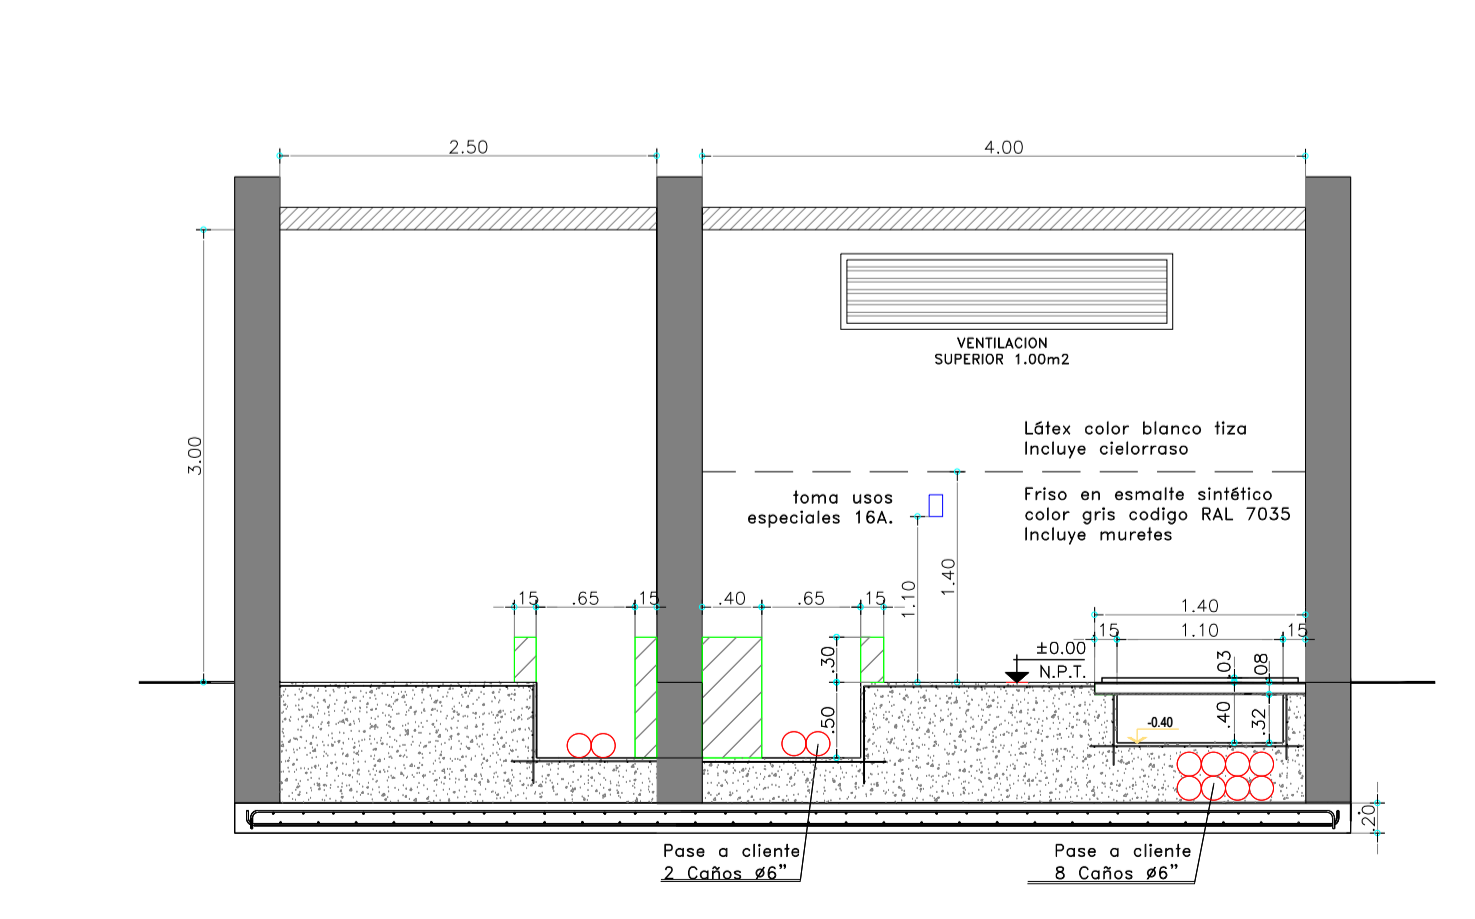 2.50
4.00
VENTILACION
SUPERIOR 1.00m2
3.00
Látex color blanco tiza
Incluye cielorraso
toma usos
especiales 16A.
Friso en esmalte sintético
color gris codigo RAL 7035
Incluye muretes
1.10
1.40
.15
.65
.15
.40
.65
.15
1.40
.15
1.10
.15
±0.00
N.P.T.
.30
.03
.08
.50
.40
.32
-0.40
.20
Pase a cliente
2 Caños ø6”
Pase a cliente
8 Caños ø6”